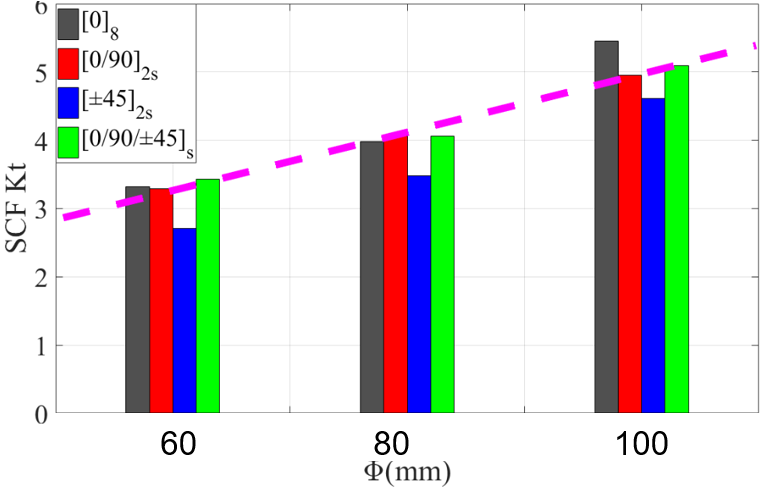 6
5
4
3
2
1
0
SCF Kt
[0]₈
[0/90]₂ₛ
[±45]₂ₛ
[0/90/±45]ₛ
60 80 100
Φ(mm)